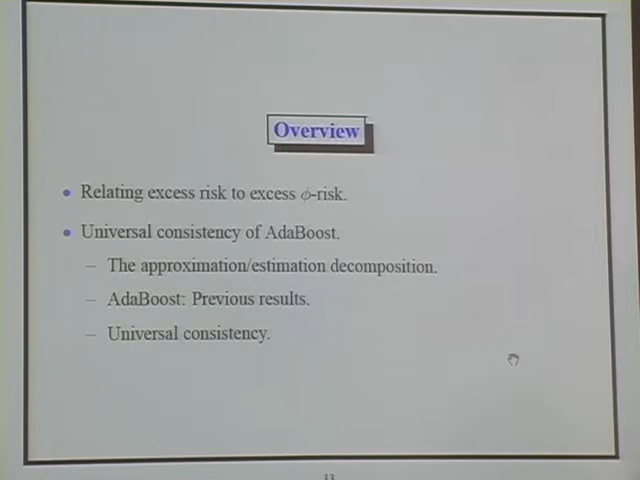 Overview
• Relating excess risk to excess ϕ-risk.
• Universal consistency of AdaBoost.
– The approximation/estimation decomposition.
– AdaBoost: Previous results.
– Universal consistency.
33